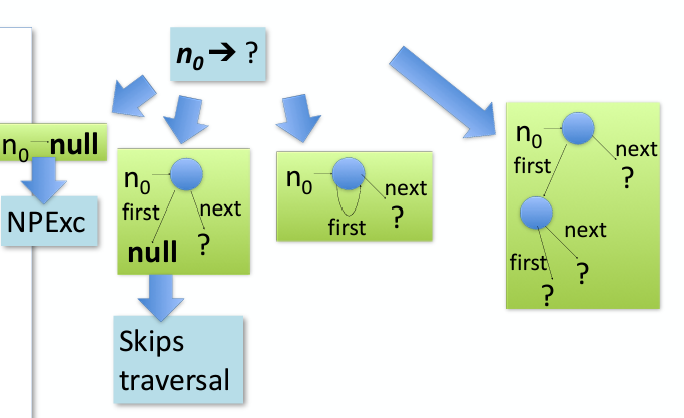 n0 → ?
n0 null
NPExc
n0
first
next
null
?
Skips
traversal
n0
next
?
first
n0
first
next
?
next
first
?
?